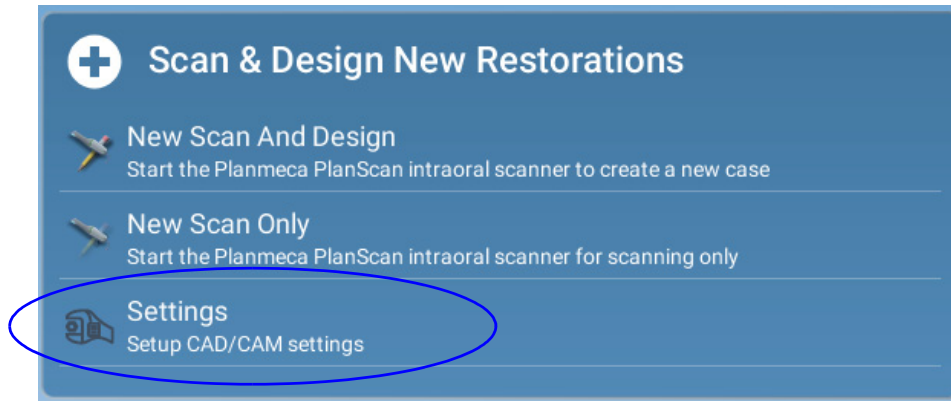 Scan & Design New Restorations
New Scan And Design
Start the Planmeca PlanScan intraoral scanner to create a new case
New Scan Only
Start the Planmeca PlanScan intraoral scanner for scanning only
Settings
Setup CAD/CAM settings